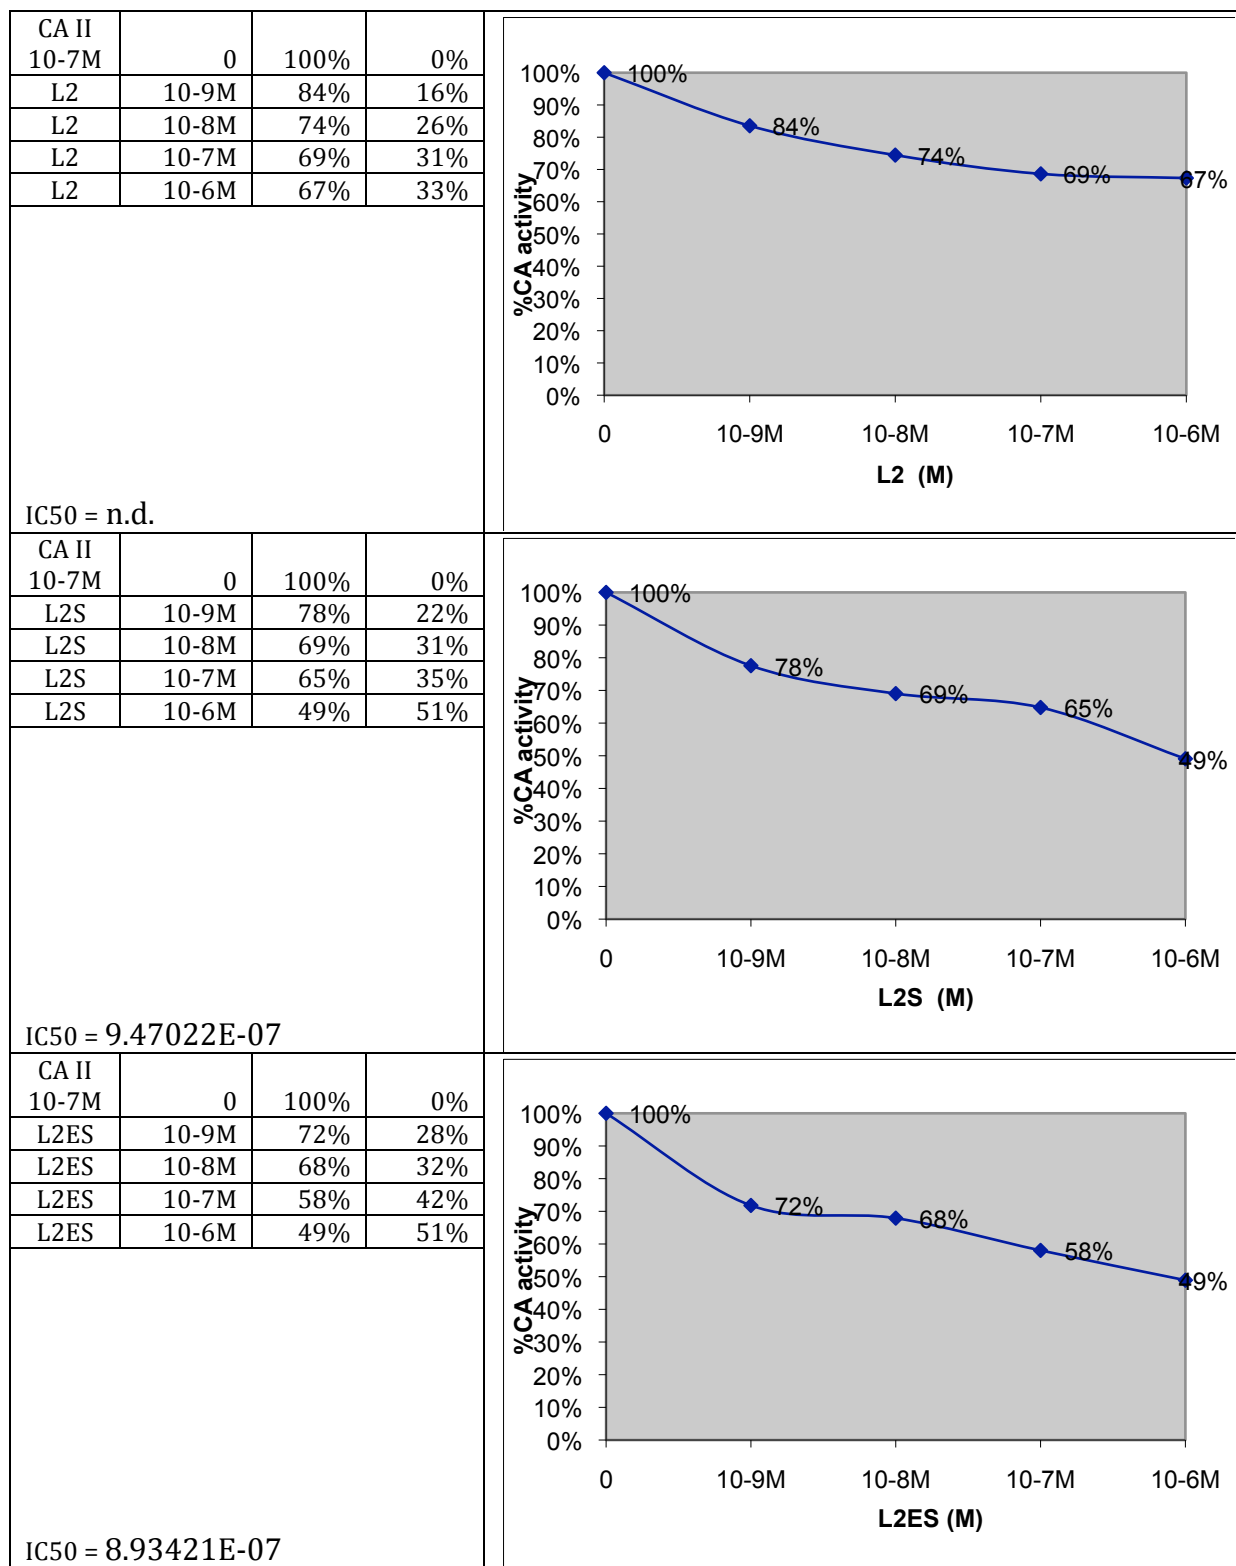 CA II
10-7M 0 100% 0%
L2 10-9M 84% 16%
L2 10-8M 74% 26%
L2 10-7M 69% 31%
L2 10-6M 67% 33%
IC50 = n.d.
100%
90%
80%
70%
60%
50%
40%
30%
20%
10%
0%
%CA activity
100%
84%
74%
69%
67%
0 10-9M 10-8M 10-7M 10-6M
L2 (M)
CA II
10-7M 0 100% 0%
L2S 10-9M 78% 22%
L2S 10-8M 69% 31%
L2S 10-7M 65% 35%
L2S 10-6M 49% 51%
IC50 = 9.47022E-07
100%
90%
80%
70%
60%
50%
40%
30%
20%
10%
0%
%CA activity
100%
78%
69%
65%
49%
0 10-9M 10-8M 10-7M 10-6M
L2S (M)
CA II
10-7M 0 100% 0%
L2ES 10-9M 72% 28%
L2ES 10-8M 68% 32%
L2ES 10-7M 58% 42%
L2ES 10-6M 49% 51%
IC50 = 8.93421E-07
100%
90%
80%
70%
60%
50%
40%
30%
20%
10%
0%
%CA activity
100%
72%
68%
58%
49%
0 10-9M 10-8M 10-7M 10-6M
L2ES (M)